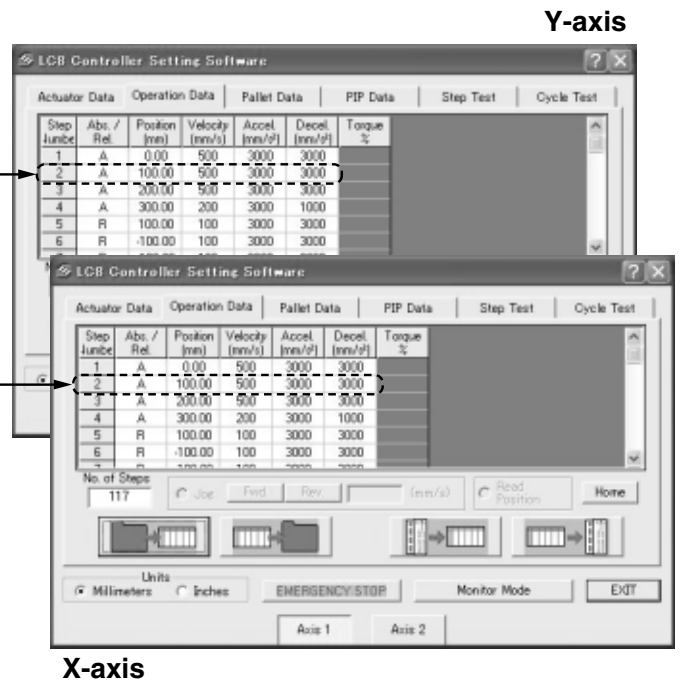 Y-axis
LC8 Controller Setting Software
Actuator Data Operation Data Pallet Data PIP Data Step Test Cycle Test
Step Abs. / Position Velocity Accel. Decel. Torque
Numbe Rel. (mm) (mm/s) (mm/s²) (mm/s²) %
1 A 0.00 500 3000 3000
2 A 100.00 500 3000 3000
3 A 200.00 500 3000 3000
4 A 300.00 200 3000 1000
5 R 100.00 100 3000 3000
6 R -100.00 100 3000 3000
LC8 Controller Setting Software
Actuator Data Operation Data Pallet Data PIP Data Step Test Cycle Test
Step Abs. / Position Velocity Accel. Decel. Torque
Numbe Rel. (mm) (mm/s) (mm/s²) (mm/s²) %
1 A 0.00 500 3000 3000
2 A 100.00 500 3000 3000
3 A 200.00 500 3000 3000
4 A 300.00 200 3000 1000
5 R 100.00 100 3000 3000
6 R -100.00 100 3000 3000
No. of Steps
117 Jog Fwd. Rev. (mm/s) Read Position Home
Units
Millimeters Inches EMERGENCY STOP Monitor Mode EXIT
Axis 1 Axis 2
X-axis